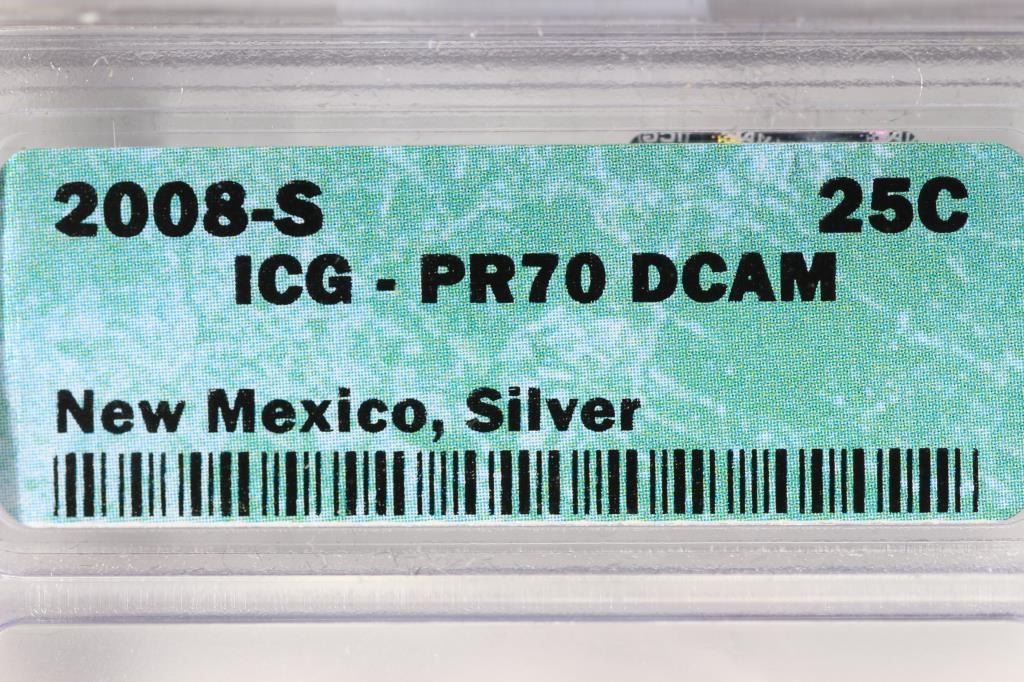 2008-S 25C
ICG - PR70 DCAM
New Mexico, Silver